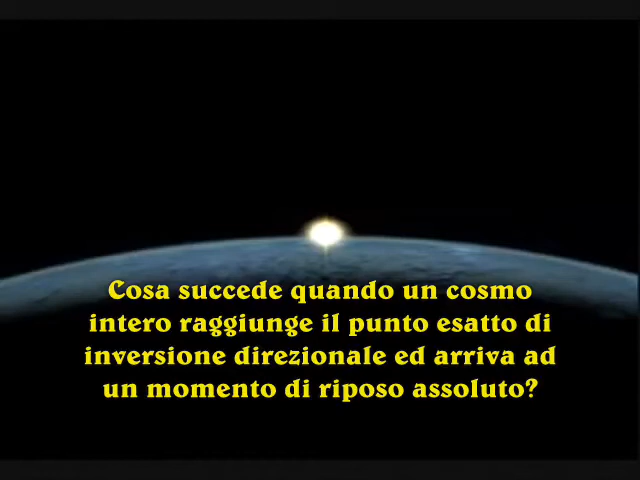 Cosa succede quando un cosmo
intero raggiunge il punto esatto di
inversione direzionale ed arriva ad
un momento di riposo assoluto?